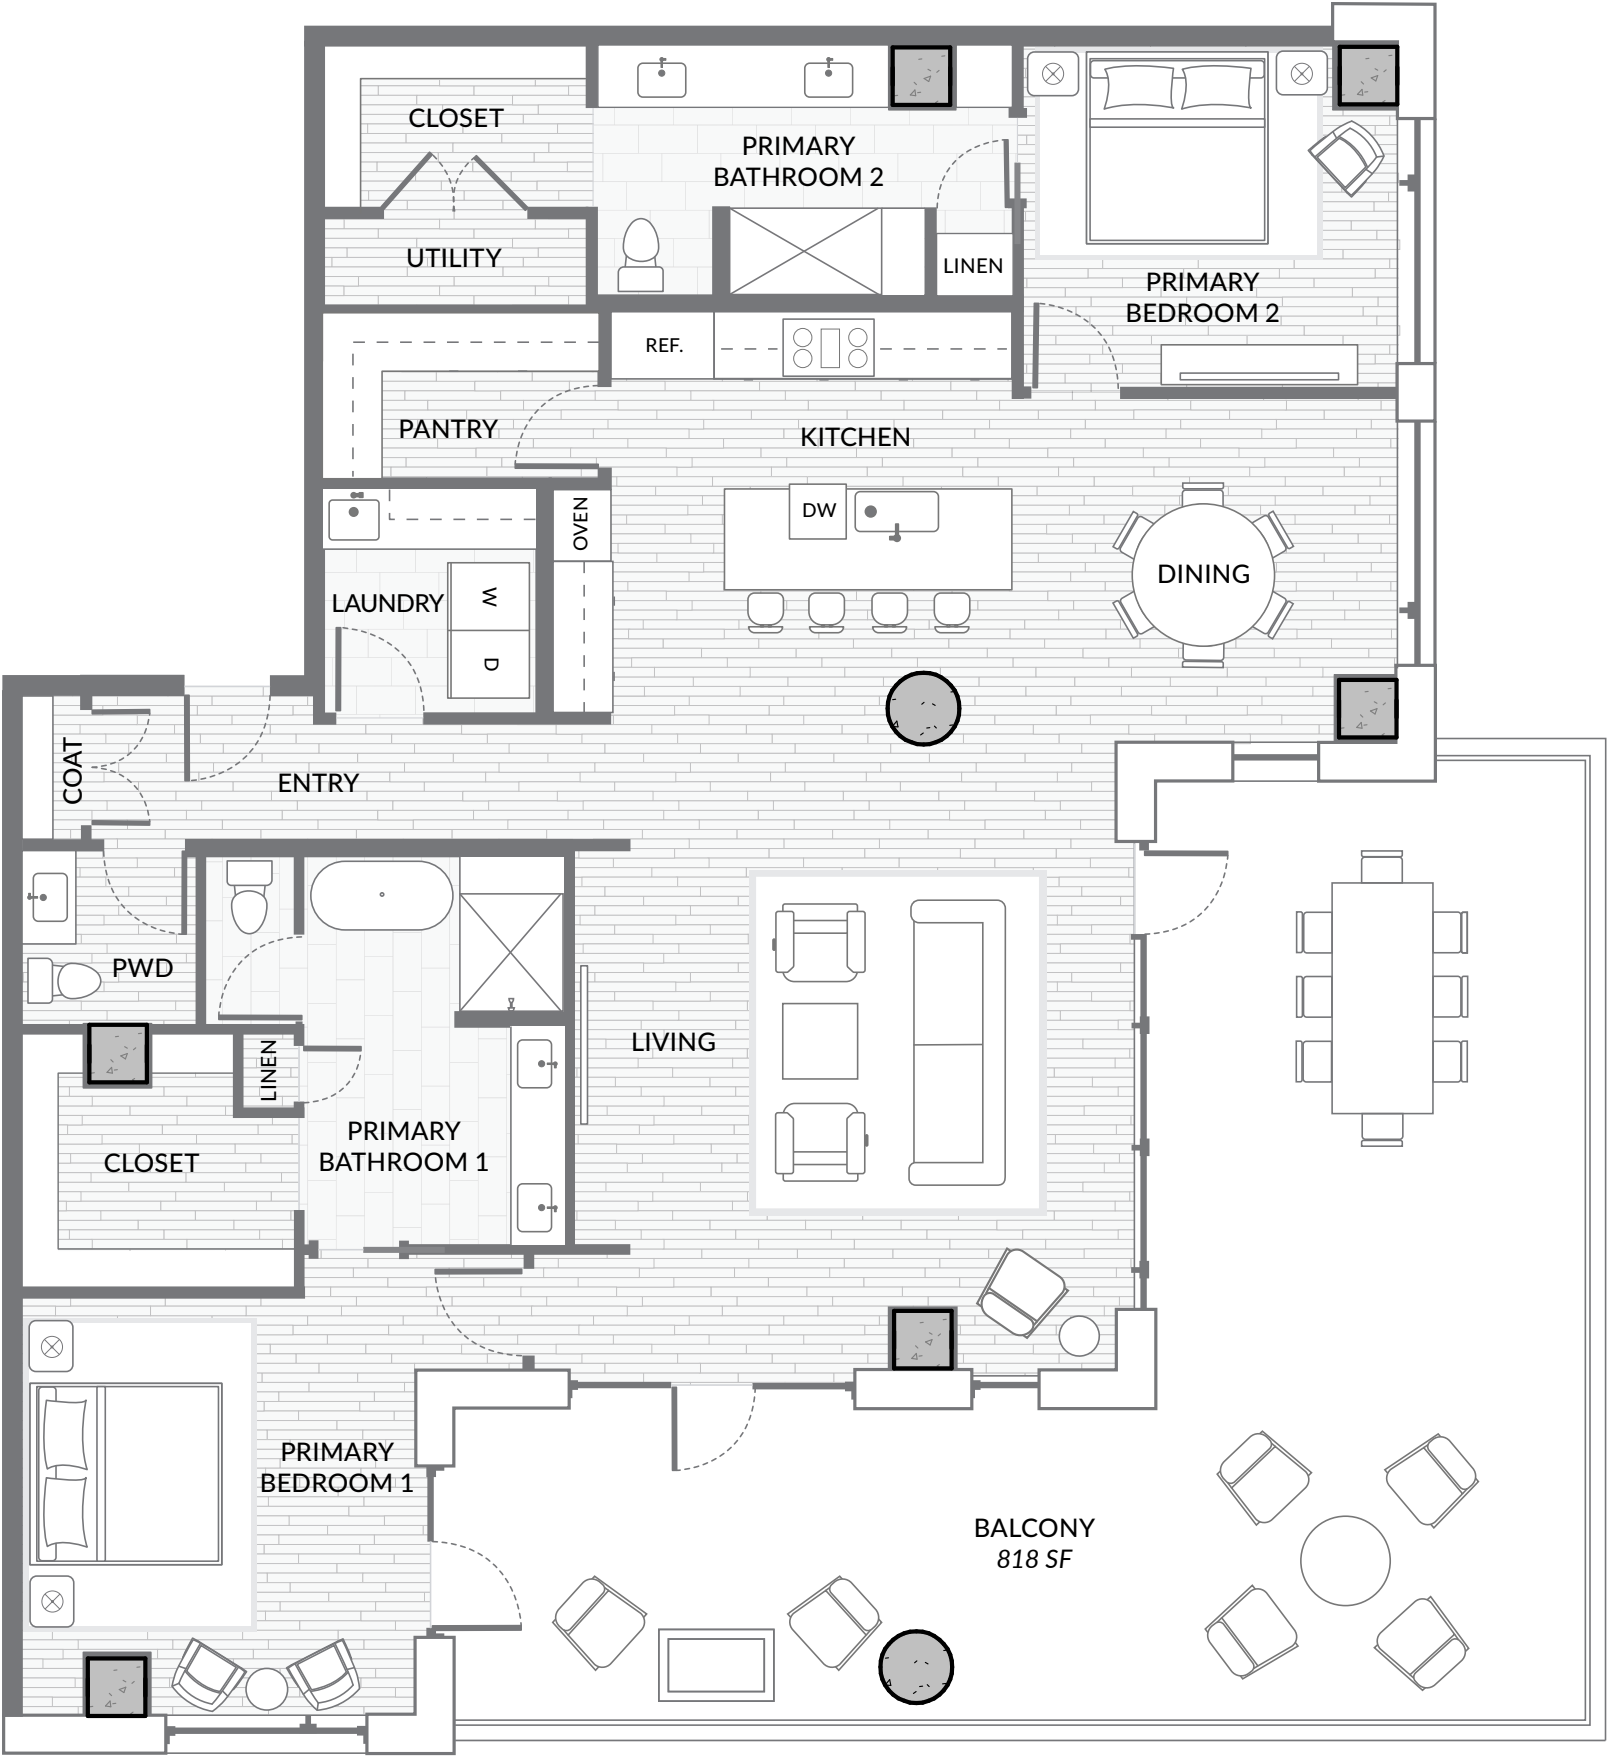 CLOSET
PRIMARY
BATHROOM 2
UTILITY
LINEN
PRIMARY
BEDROOM 2
REF.
PANTRY
KITCHEN
OVEN
DW
DINING
LAUNDRY
W
D
COAT
ENTRY
PWD
LINEN
LIVING
PRIMARY
BATHROOM 1
CLOSET
PRIMARY
BEDROOM 1
BALCONY
818 SF